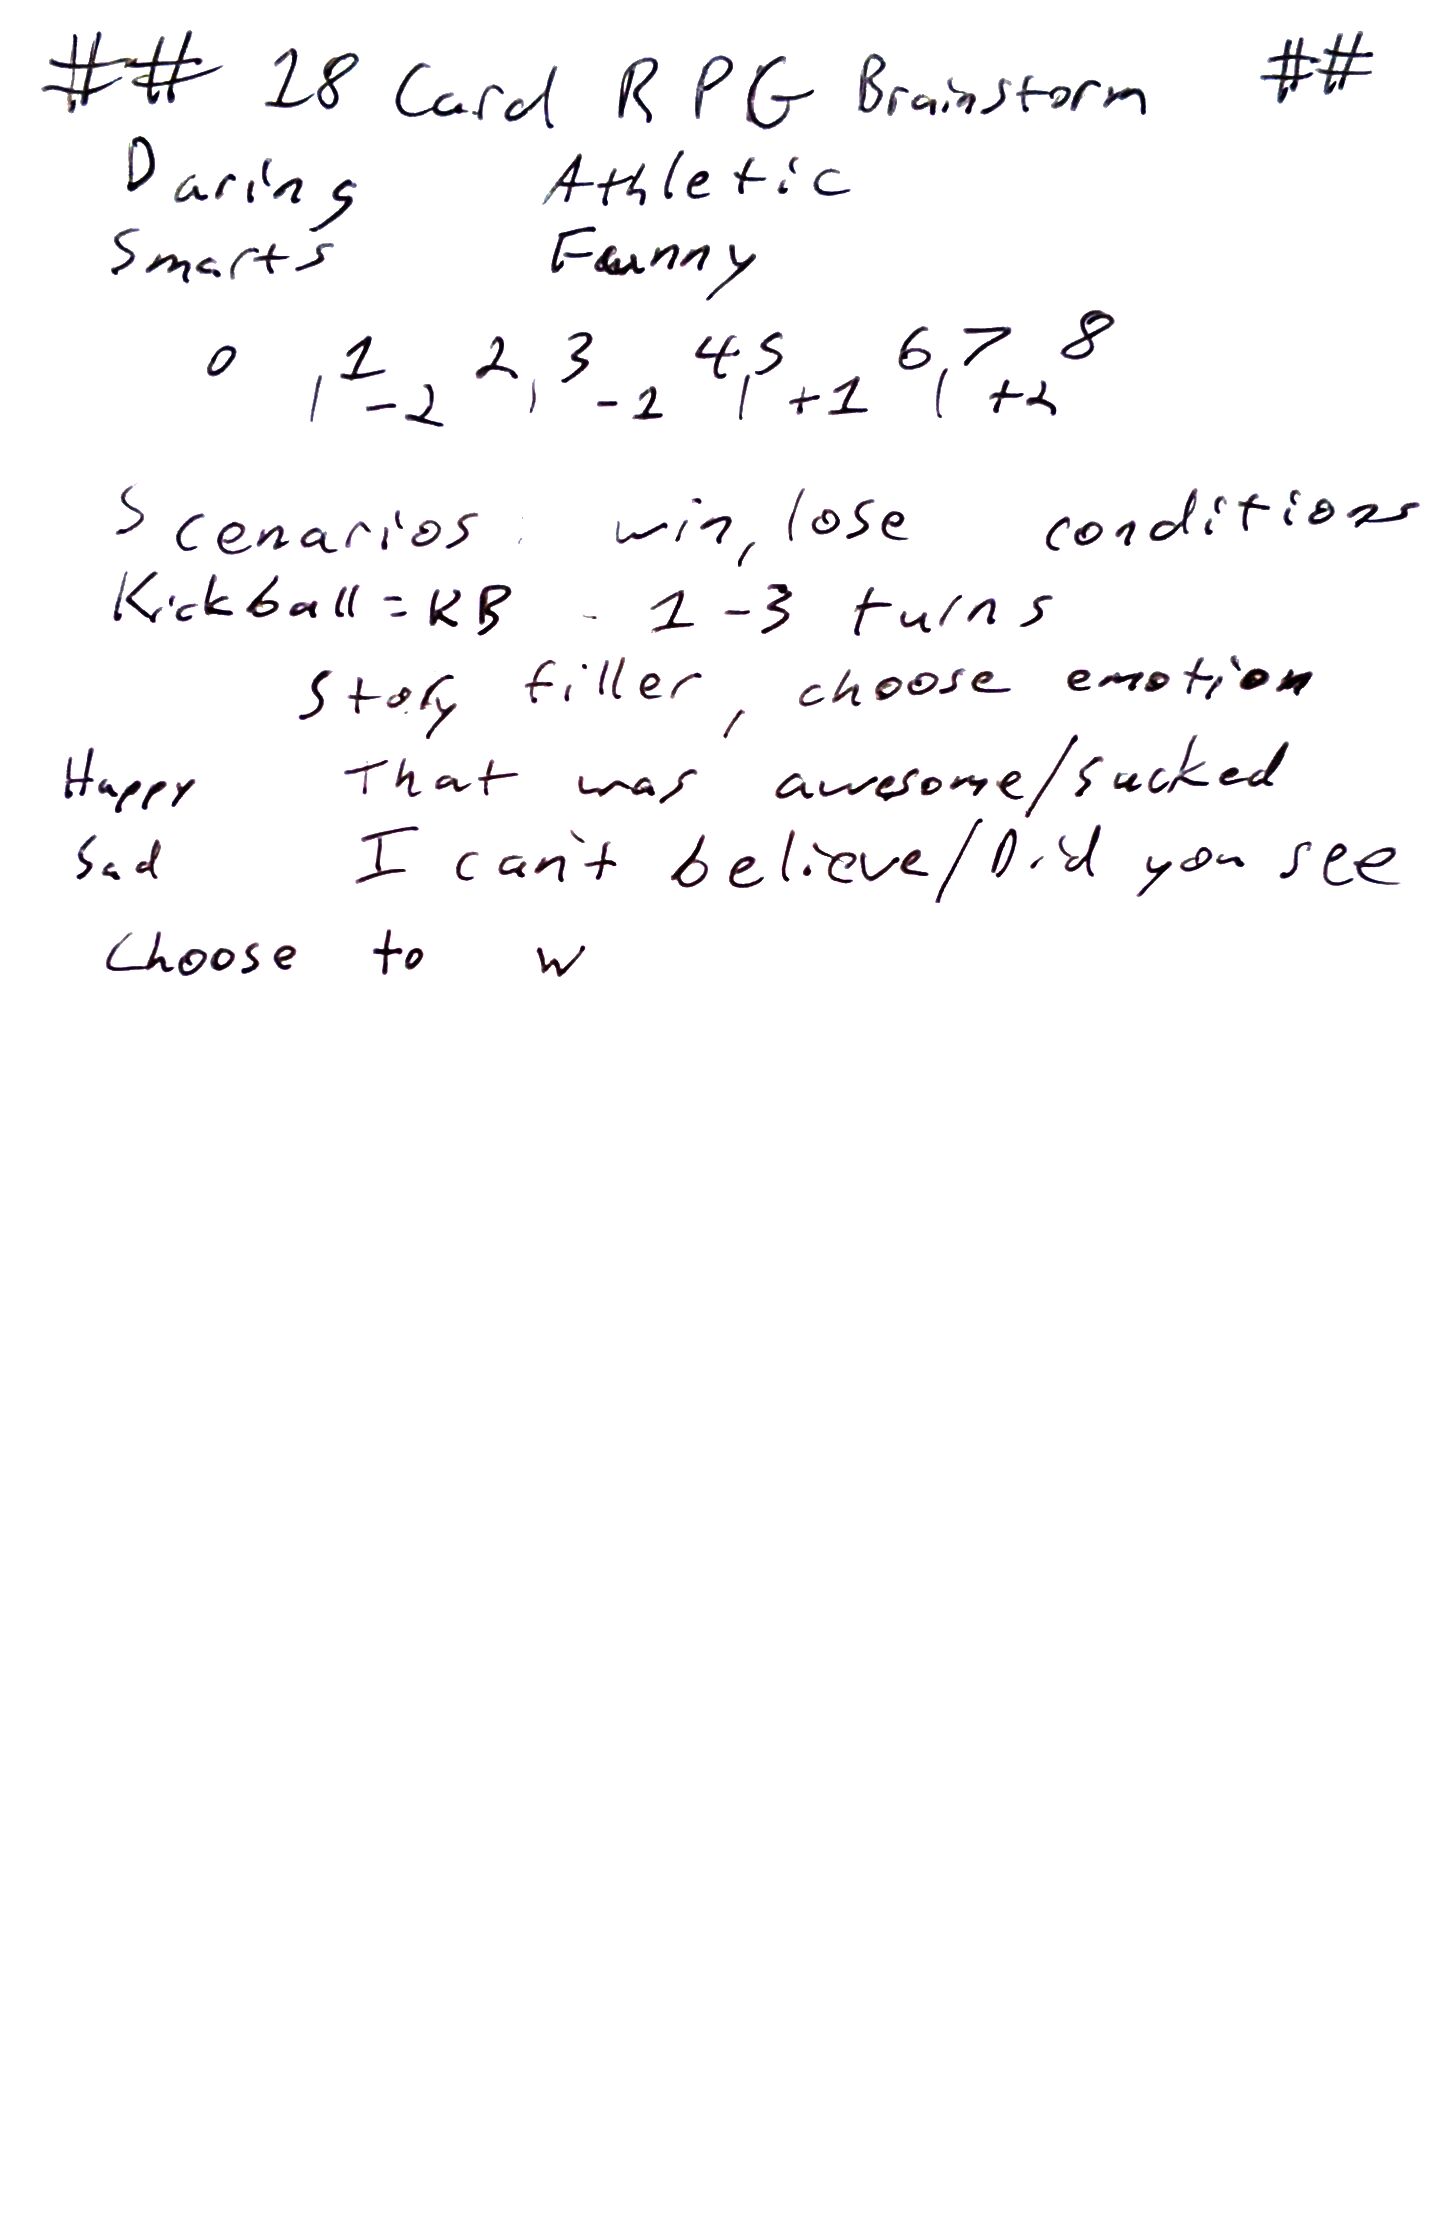 ## 18 Card RPG Brainstorm ##
Daring Athletic
Smarts Funny
0 , 1 2, 3 4, 5 6, 7 8
-2 -1 +1 +2
Scenarios: win, lose conditions
Kickball = KB - 1-3 turns
Story filler, choose emotion
Happy That was awesome/sucked
Sad I can't believe/Did you see
Choose to w